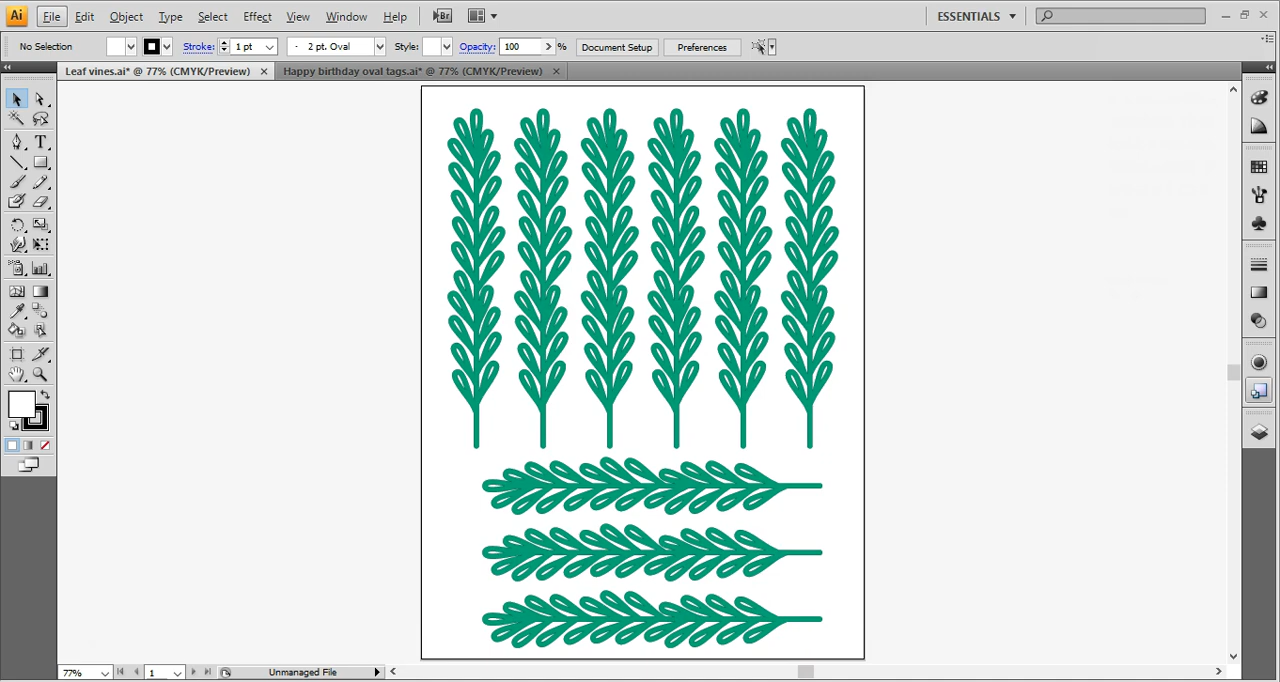 Ai File Edit Object Type Select Effect View Window Help Br ESSENTIALS
No Selection Stroke: 1 pt 2 pt. Oval Style: Opacity: 100 % Document Setup Preferences
Leaf vines.ai* @ 77% (CMYK/Preview) Happy birthday oval tags.ai* @ 77% (CMYK/Preview)
T
77% 1 Unmanaged File